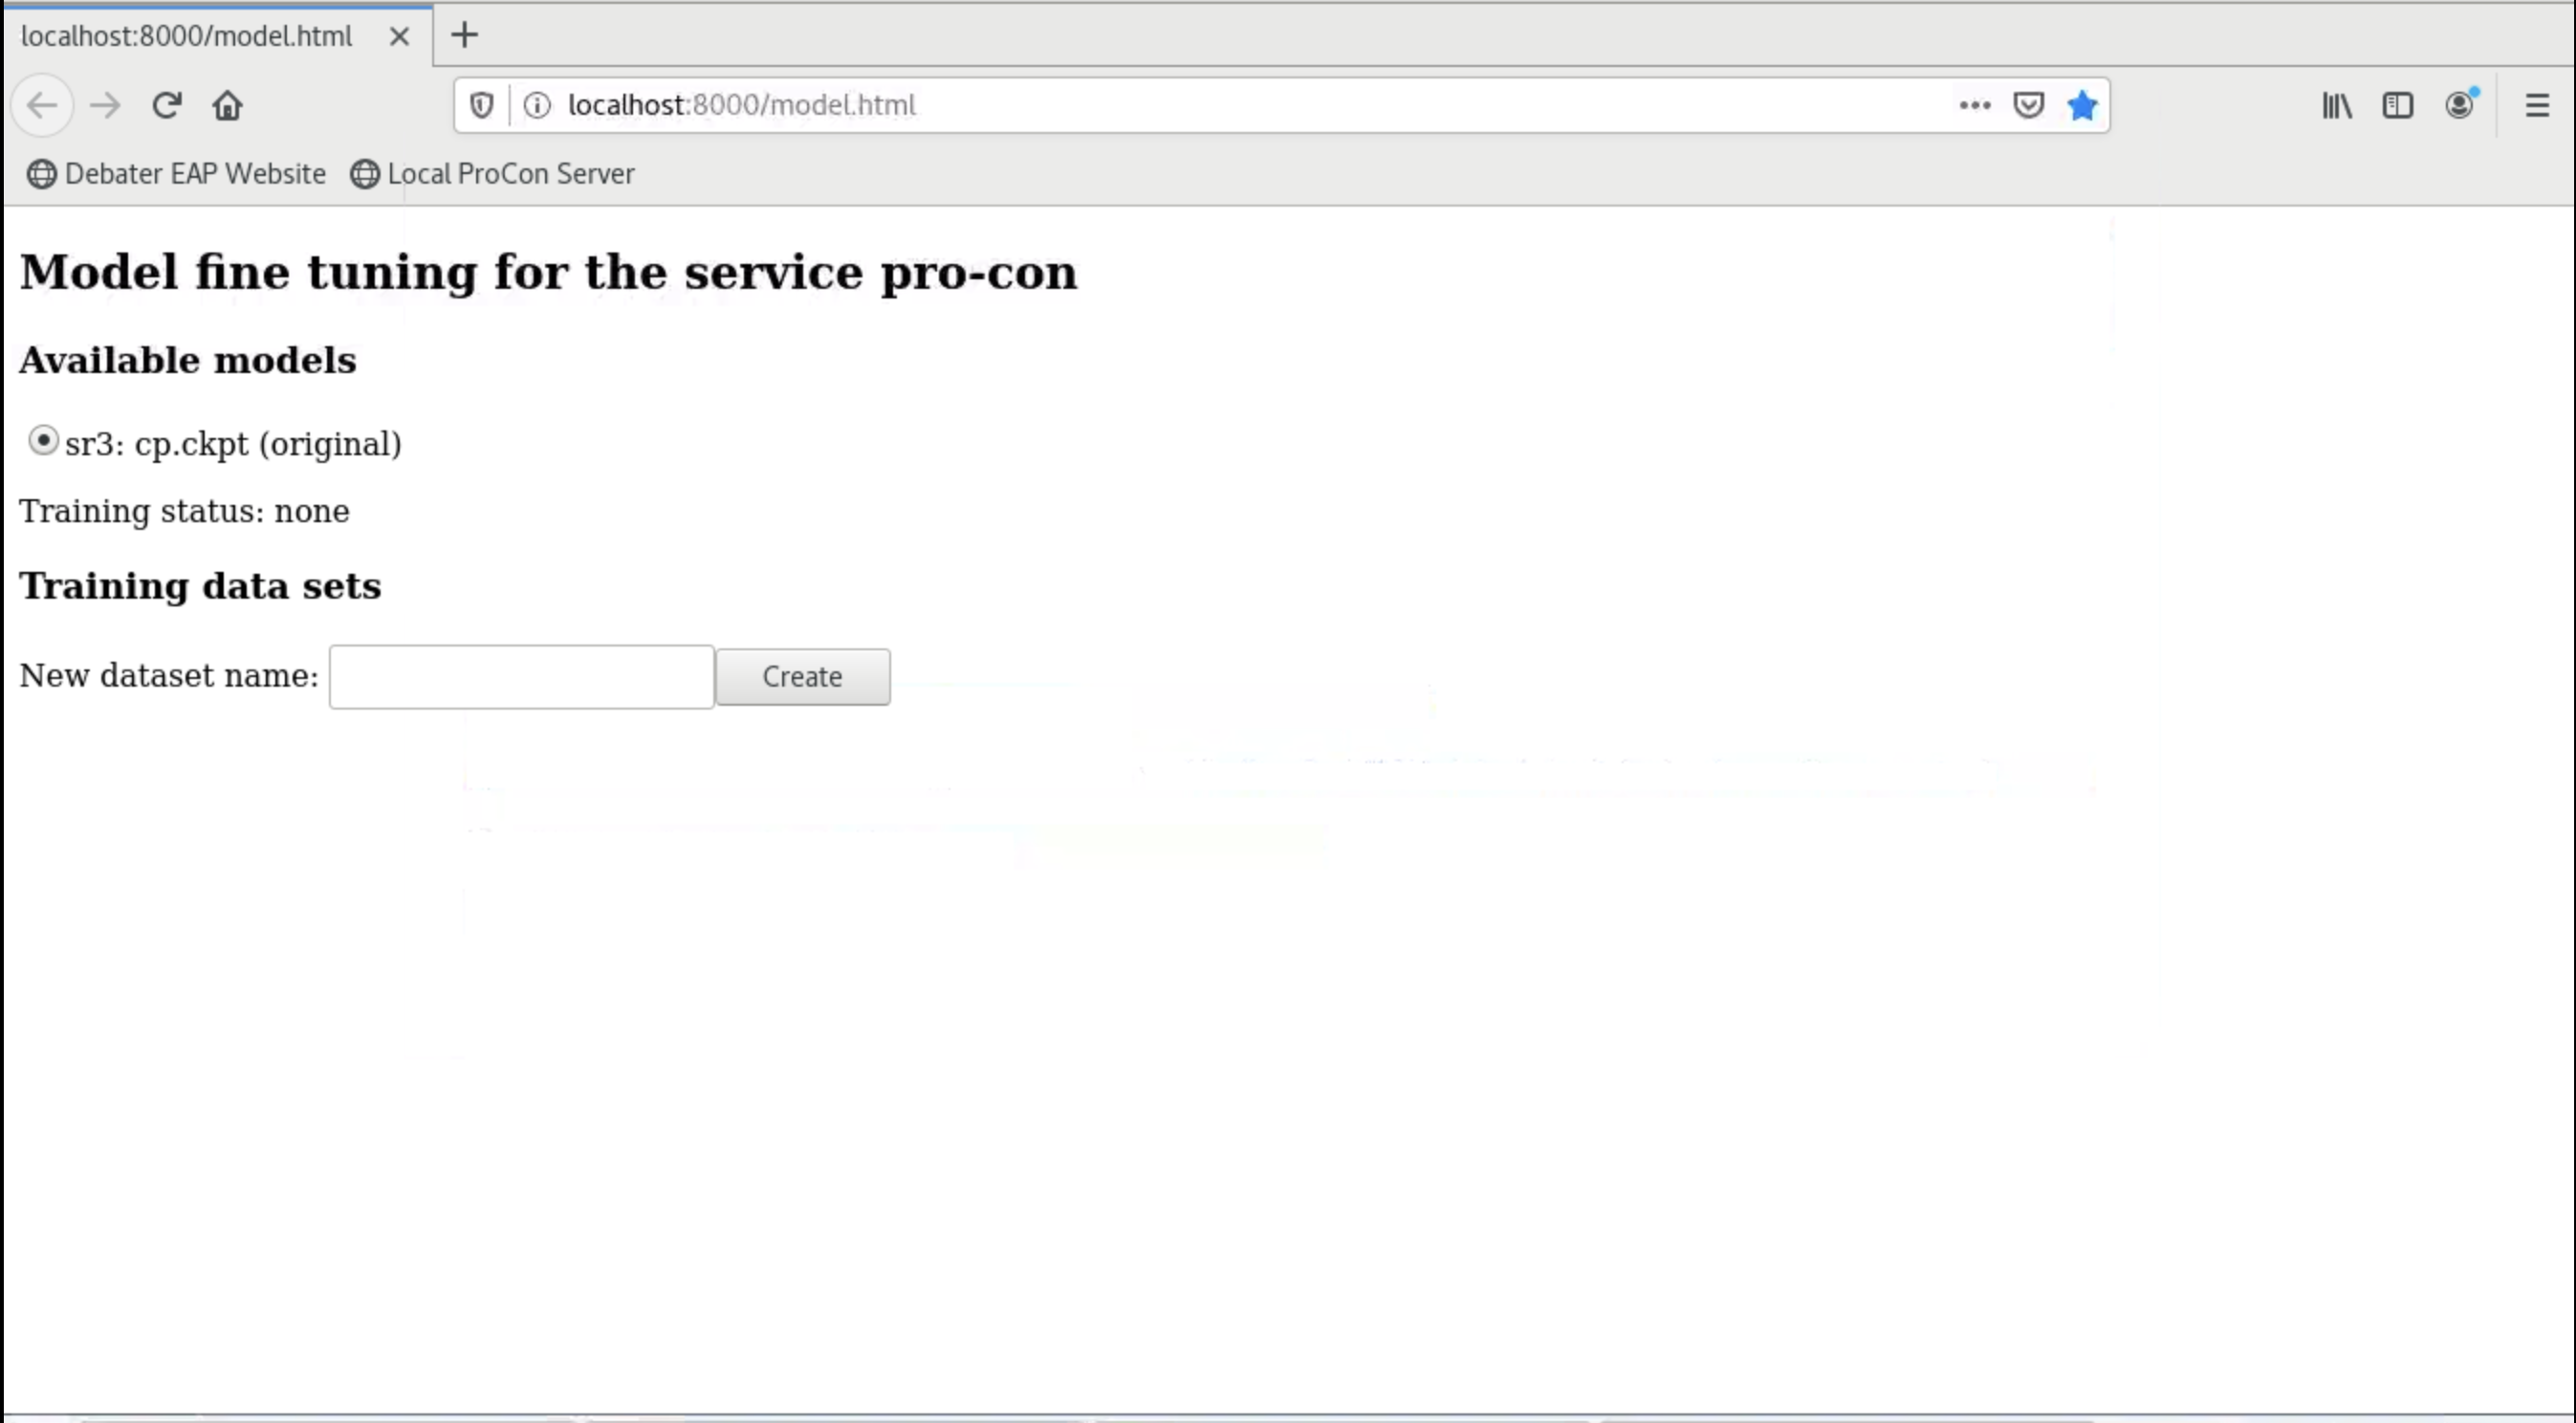 localhost:8000/model.html
localhost:8000/model.html
Debater EAP Website Local ProCon Server
Model fine tuning for the service pro-con
Available models
sr3: cp.ckpt (original)
Training status: none
Training data sets
New dataset name: Create